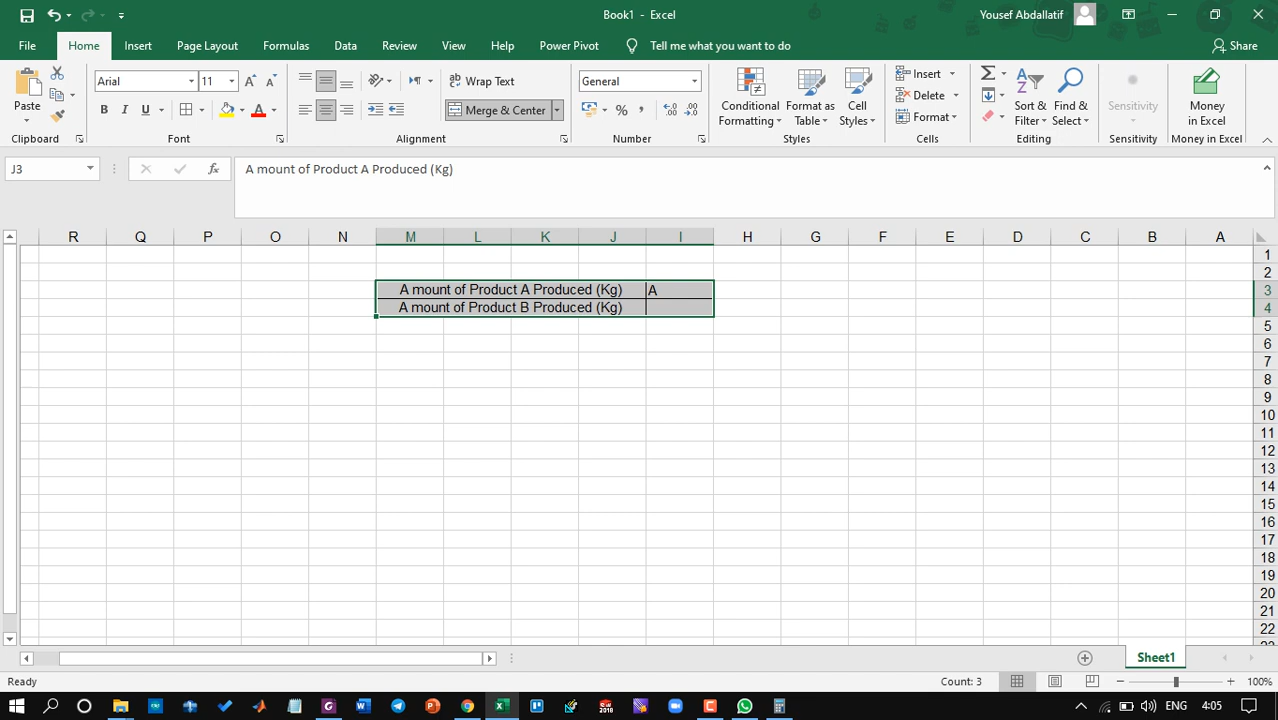 Book1 - Excel
Yousef Abdallatif
File Home Insert Page Layout Formulas Data Review View Help Power Pivot Tell me what you want to do Share
Paste
Clipboard
Arial 11
B I U A
Font
Wrap Text
Merge & Center
Alignment
General
% ,
Number
Conditional Formatting
Format as Table
Cell Styles
Styles
Insert
Delete
Format
Cells
Sort & Filter
Find & Select
Editing
Sensitivity
Sensitivity
Money in Excel
Money in Excel
J3 fx A mount of Product A Produced (Kg)
R Q P O N M L K J I H G F E D C B A
1
2
A mount of Product A Produced (Kg) A 3
A mount of Product B Produced (Kg) 4
5
6
7
8
9
10
11
12
13
14
15
16
17
18
19
20
21
22
Sheet1
Ready Count: 3 100%
ENG 4:05